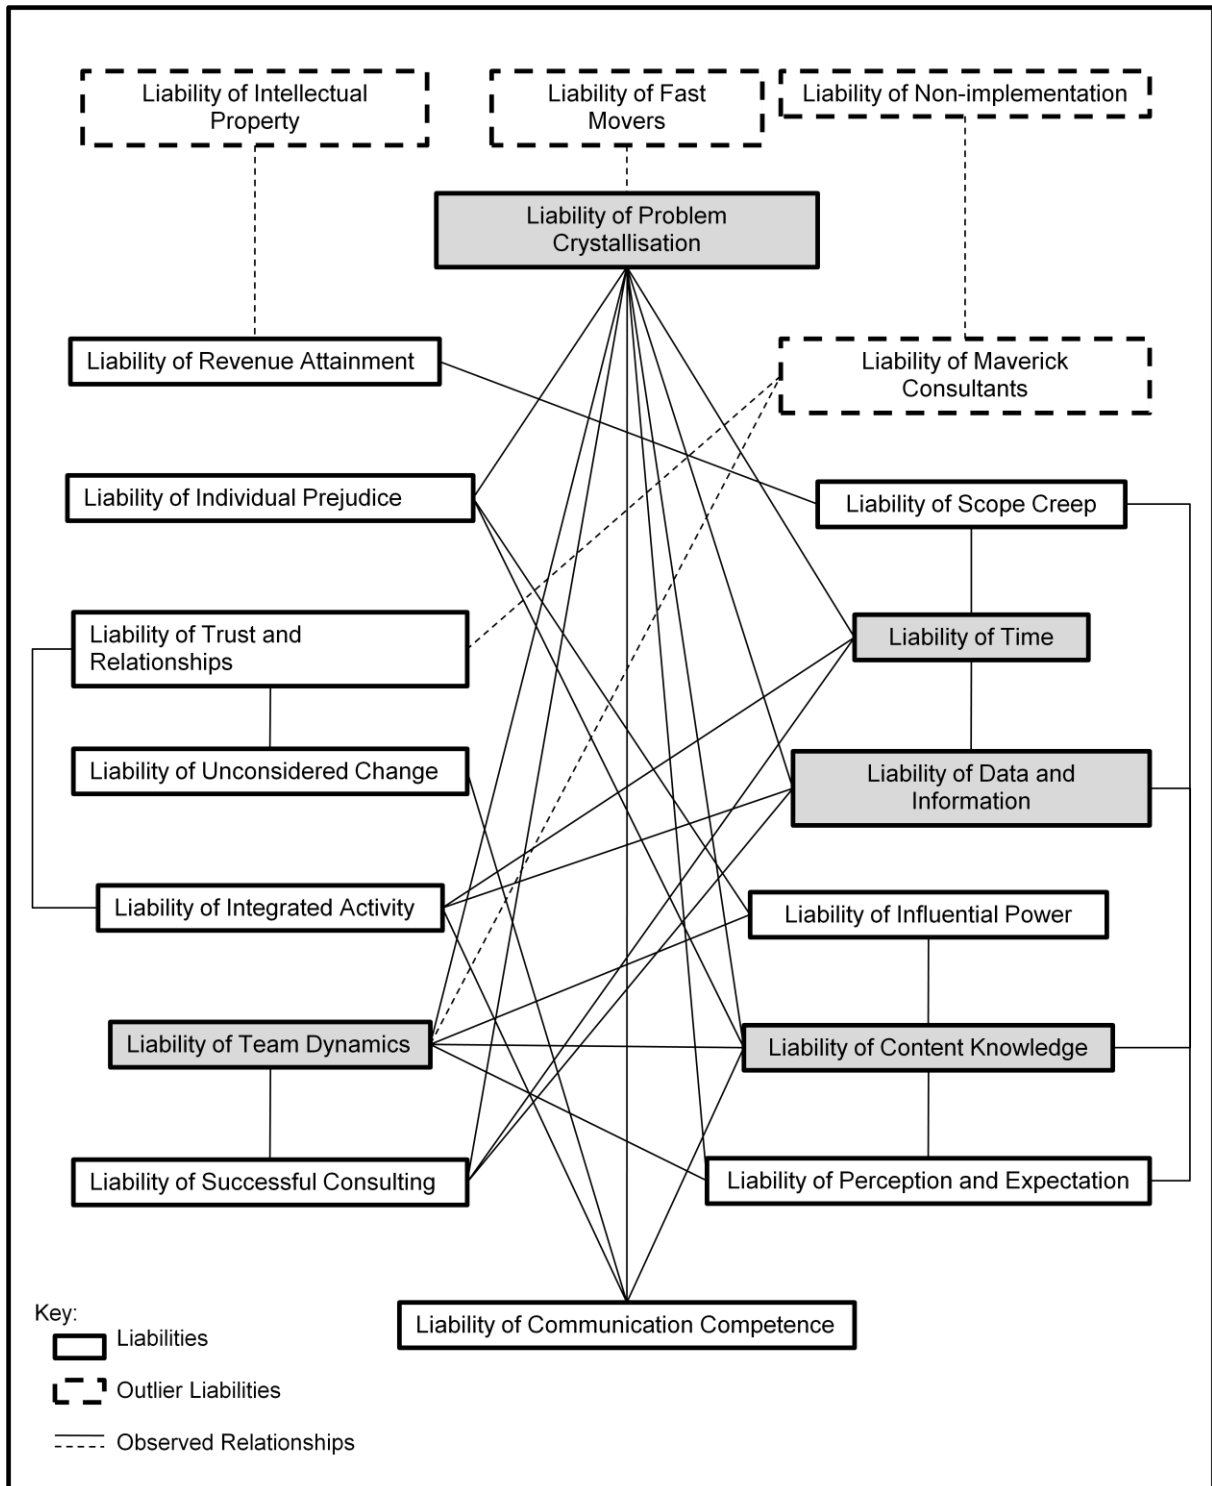 Liability of Intellectual
Property
Liability of Fast
Movers
Liability of Non-implementation
Liability of Problem
Crystallisation
Liability of Revenue Attainment
Liability of Maverick
Consultants
Liability of Individual Prejudice
Liability of Scope Creep
Liability of Trust and
Relationships
Liability of Time
Liability of Unconsidered Change
Liability of Data and
Information
Liability of Integrated Activity
Liability of Influential Power
Liability of Team Dynamics
Liability of Content Knowledge
Liability of Successful Consulting
Liability of Perception and Expectation
Liability of Communication Competence
Key:
Liabilities
Outlier Liabilities
Observed Relationships